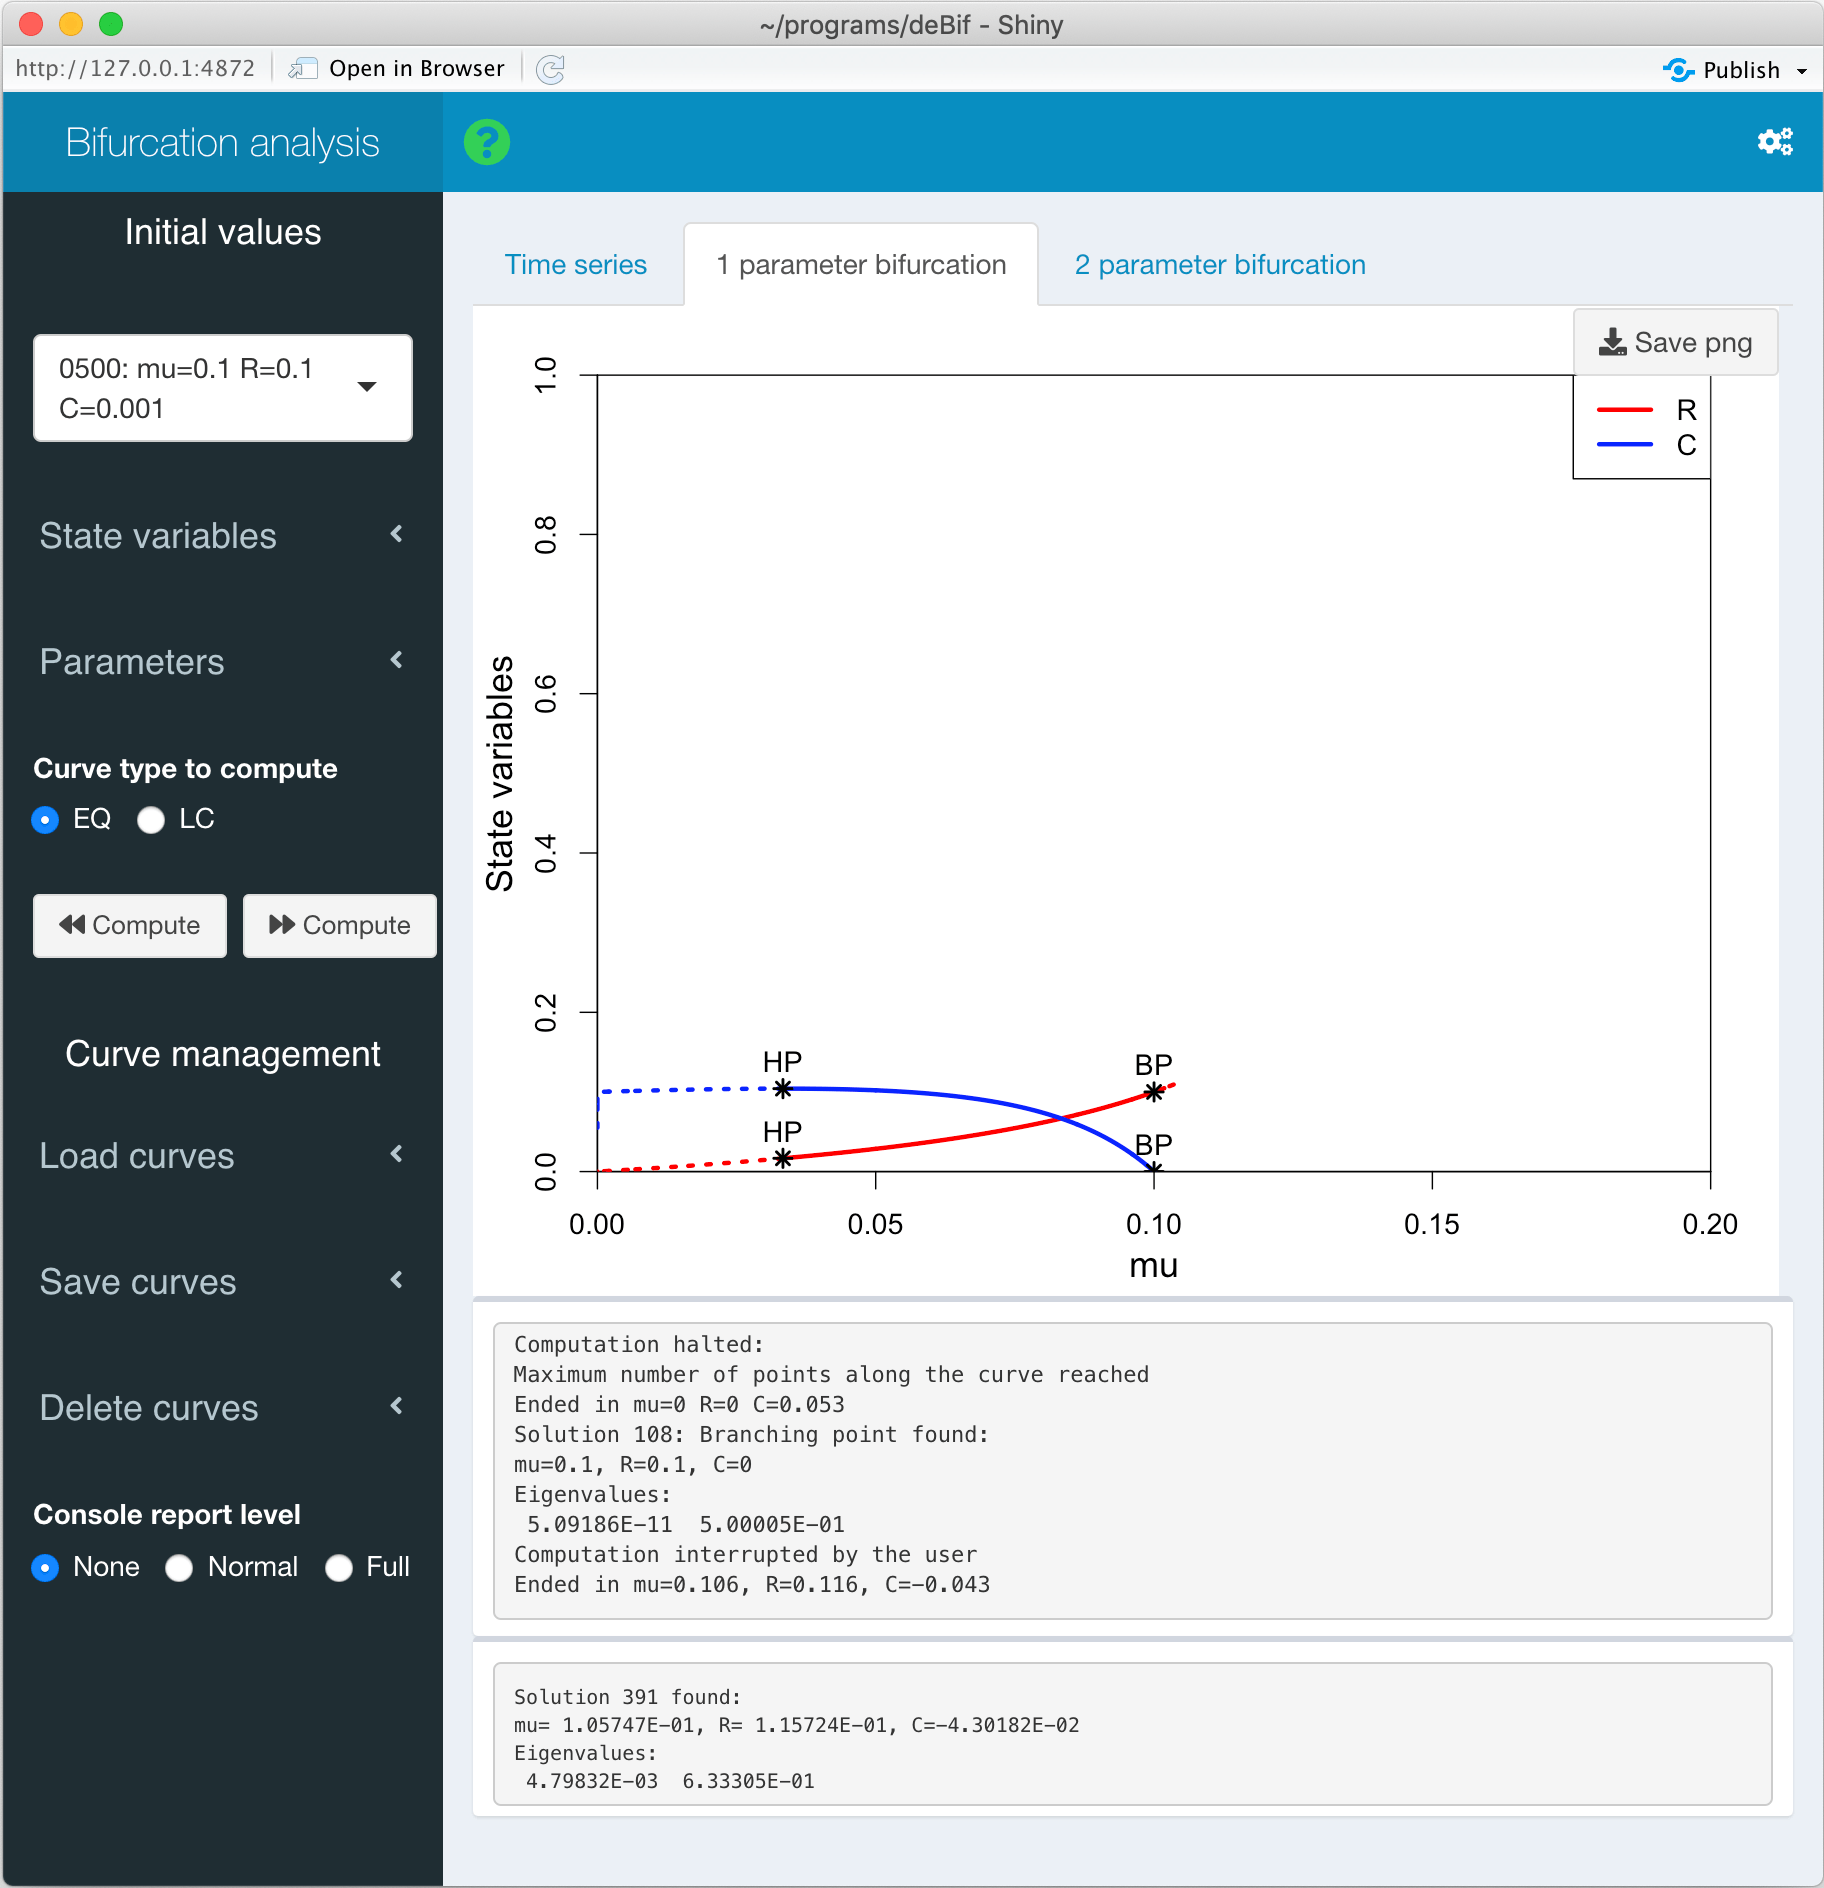 ~/programs/deBif - Shiny
http://127.0.0.1:4872
Open in Browser
Publish
Bifurcation analysis
?
Initial values
0500: mu=0.1 R=0.1
C=0.001
State variables
Parameters
Curve type to compute
EQ LC
Compute Compute
Curve management
Load curves
Save curves
Delete curves
Console report level
None Normal Full
Time series
1 parameter bifurcation
2 parameter bifurcation
Save png
R
C
State variables
1.0
0.8
0.6
0.4
0.2
0.0
HP
HP
BP
BP
0.00 0.05 0.10 0.15 0.20
mu
Computation halted:
Maximum number of points along the curve reached
Ended in mu=0 R=0 C=0.053
Solution 108: Branching point found:
mu=0.1, R=0.1, C=0
Eigenvalues:
5.09186E-11 5.00005E-01
Computation interrupted by the user
Ended in mu=0.106, R=0.116, C=-0.043
Solution 391 found:
mu= 1.05747E-01, R= 1.15724E-01, C=-4.30182E-02
Eigenvalues:
4.79832E-03 6.33305E-01